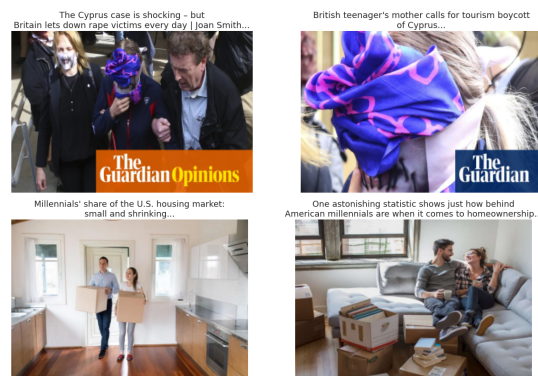 The Cyprus case is shocking – but
Britain lets down rape victims every day | Joan Smith...
The
Guardian Opinions
British teenager's mother calls for tourism boycott
of Cyprus...
The
Guardian
Millennials' share of the U.S. housing market:
small and shrinking...
One astonishing statistic shows just how behind
American millennials are when it comes to homeownership.